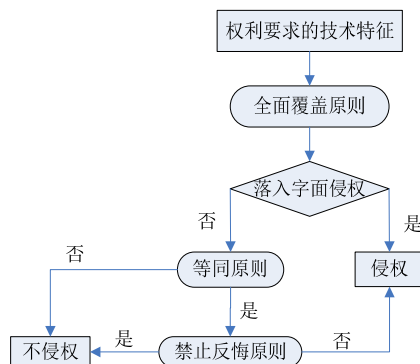 权利要求的技术特征
全面覆盖原则
落入字面侵权
否
是
否
等同原则
侵权
是
不侵权
是
禁止反悔原则
否